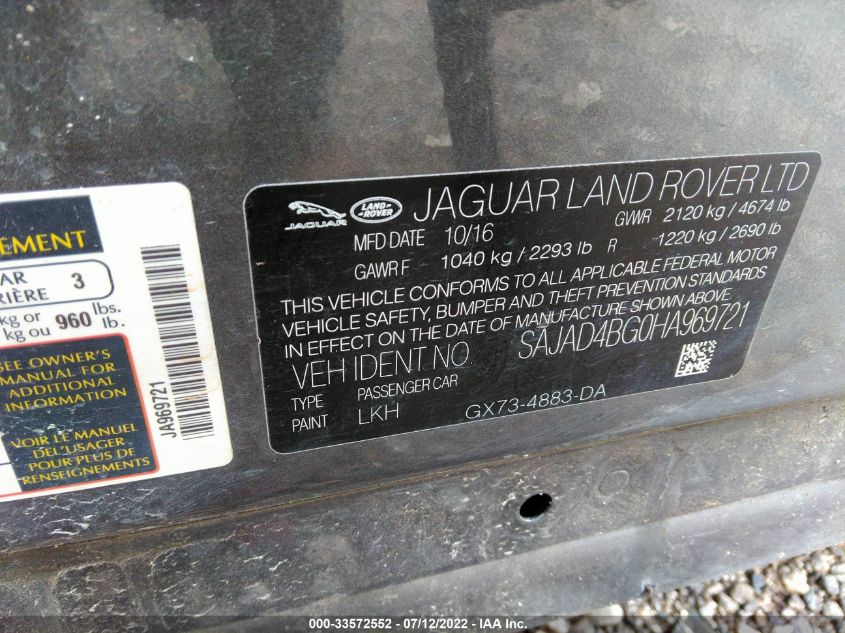 EMENT
AR 3
RIÈRE
kg or lbs.
kg ou 960 lb.
SEE OWNER'S
MANUAL FOR
ADDITIONAL
INFORMATION
VOIR LE MANUEL
DE L'USAGER
POUR PLUS DE
RENSEIGNEMENTS
JA969721
JAGUAR
LAND-
ROVER
JAGUAR LAND ROVER LTD
MFD DATE 10/16 GVWR 2120 kg / 4674 lb
GAWR F 1040 kg / 2293 lb R -1220 kg / 2690 lb
THIS VEHICLE CONFORMS TO ALL APPLICABLE FEDERAL MOTOR
VEHICLE SAFETY, BUMPER AND THEFT PREVENTION STANDARDS
IN EFFECT ON THE DATE OF MANUFACTURE SHOWN ABOVE
VEH IDENT NO SAJAD4BG0HA969721
TYPE PASSENGER CAR
PAINT LKH GX73-4883-DA
000-33572552 - 07/12/2022 - IAA Inc.